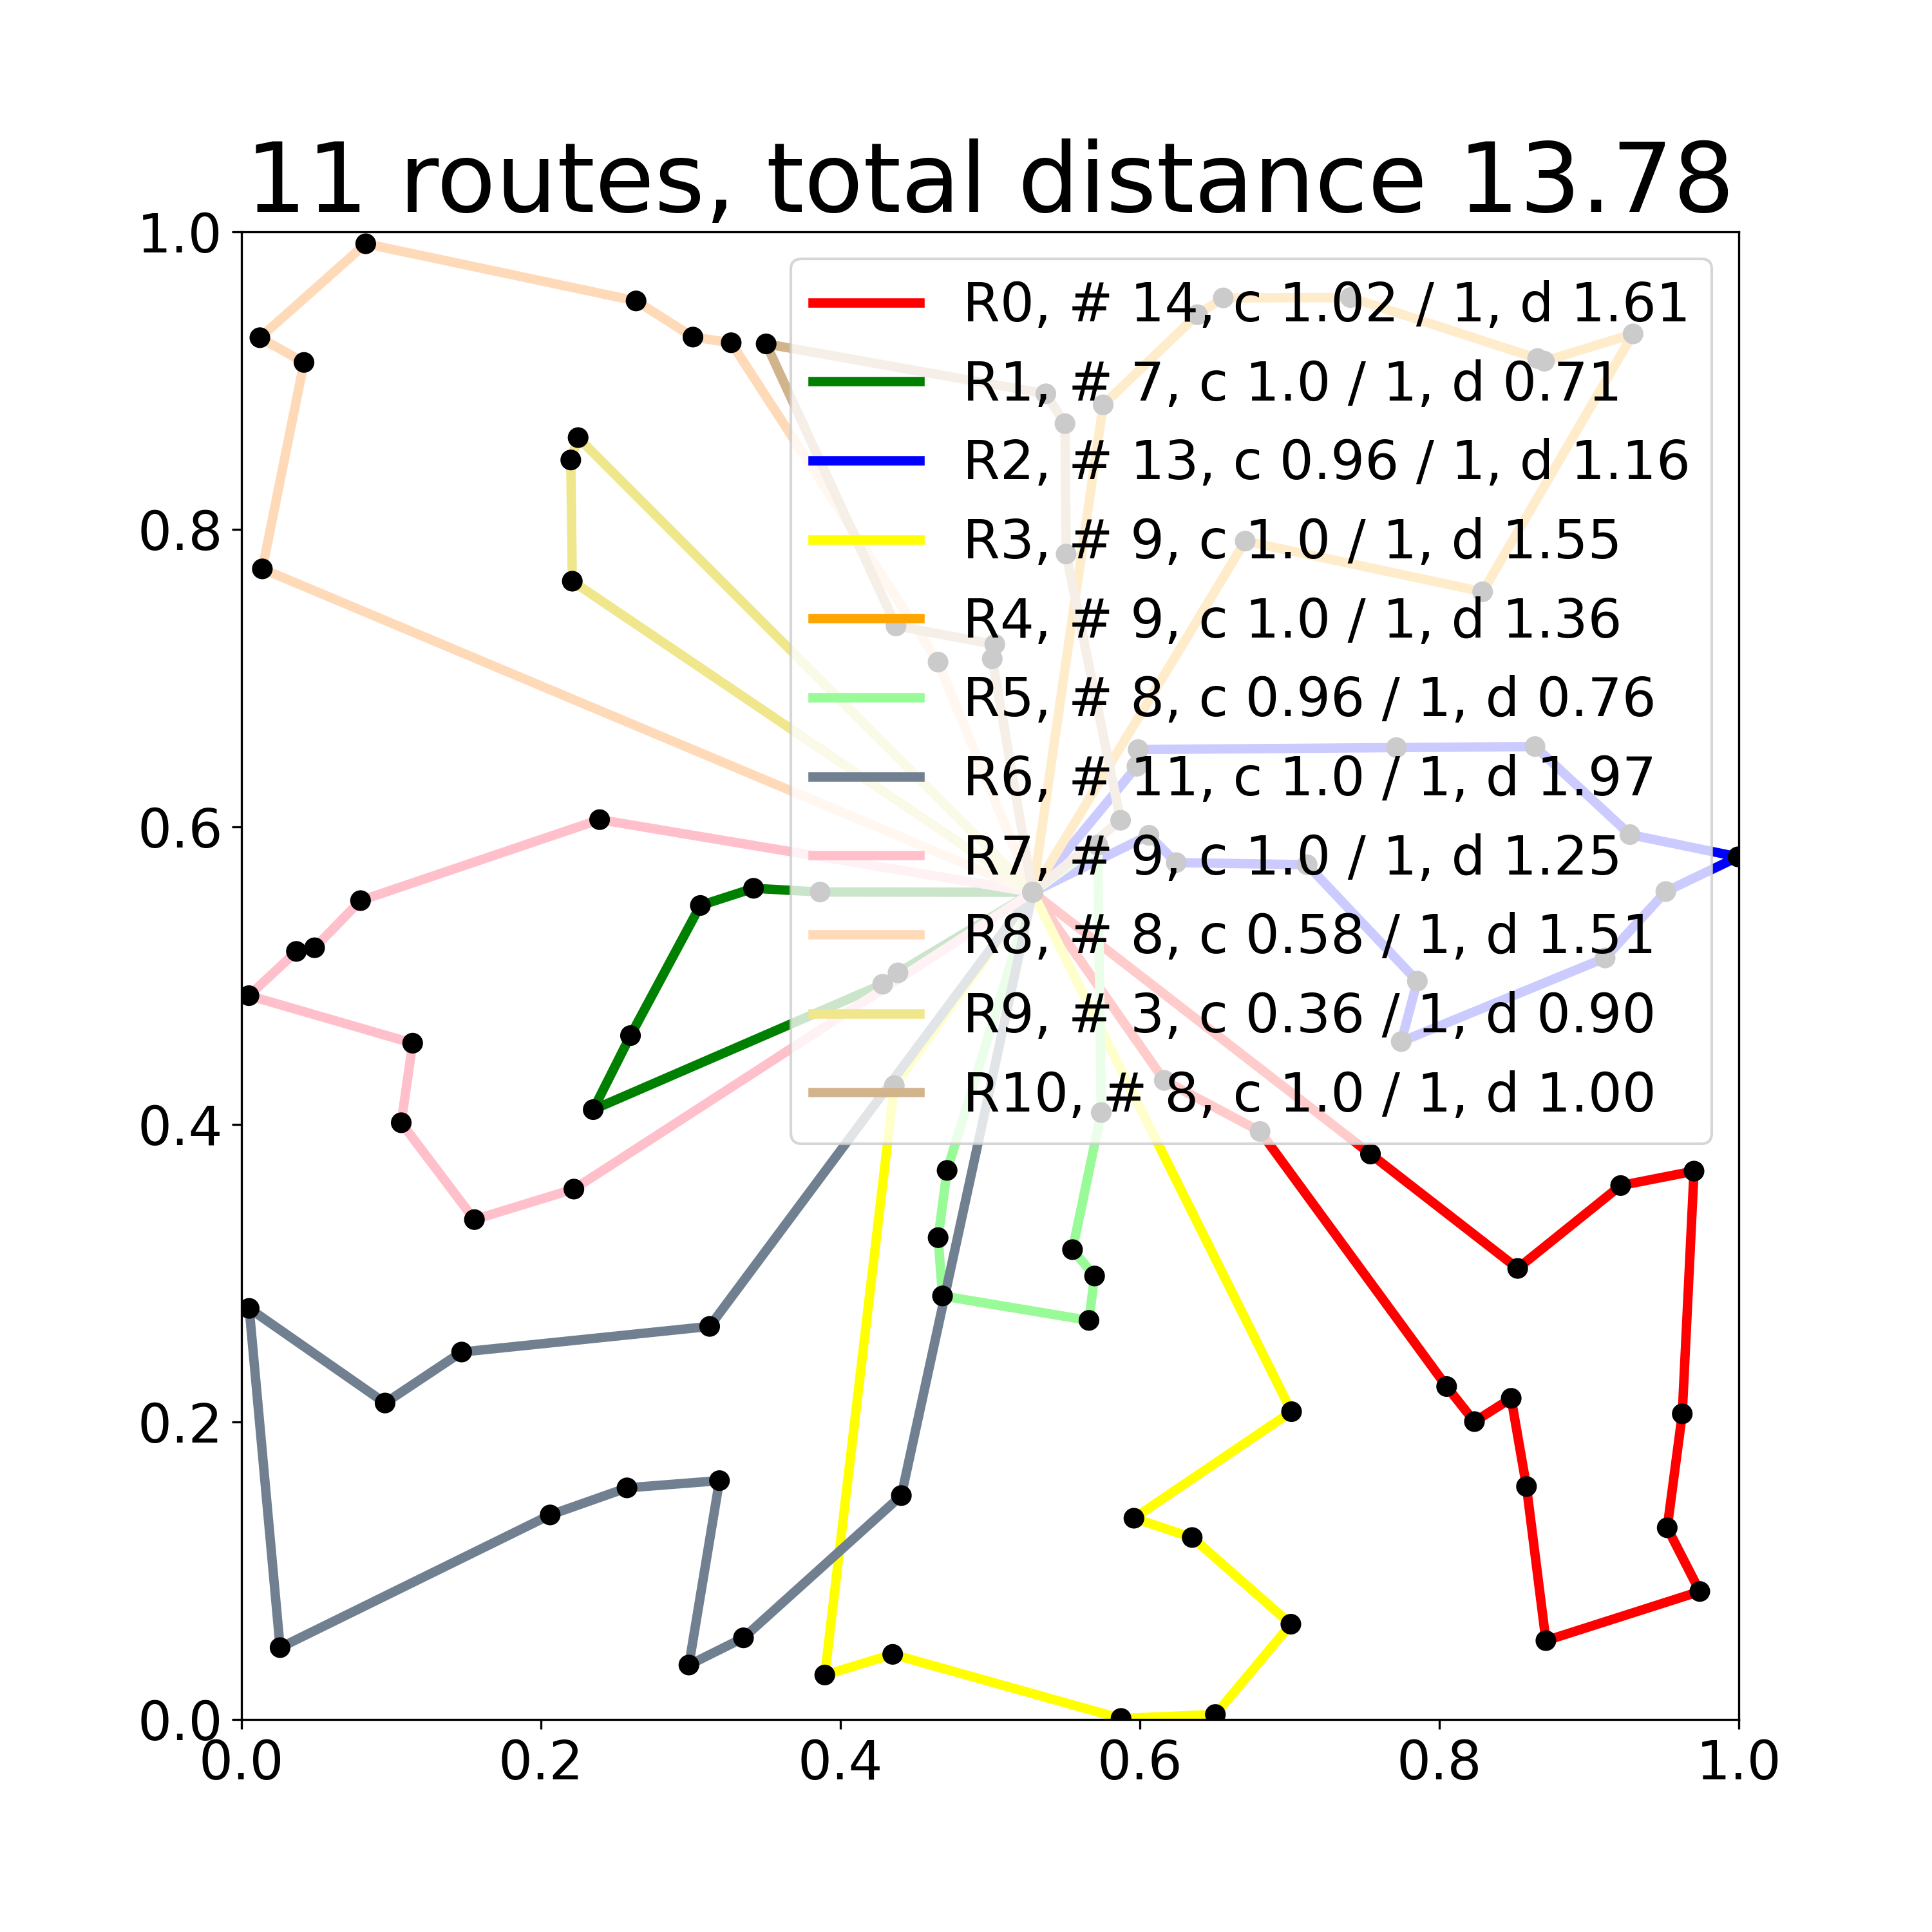 11 routes, total distance 13.78
1.0
0.8
0.6
0.4
0.2
0.0
0.0 0.2 0.4 0.6 0.8 1.0
R0, # 14, c 1.02 / 1, d 1.61
R1, # 7, c 1.0 / 1, d 0.71
R2, # 13, c 0.96 / 1, d 1.16
R3, # 9, c 1.0 / 1, d 1.55
R4, # 9, c 1.0 / 1, d 1.36
R5, # 8, c 0.96 / 1, d 0.76
R6, # 11, c 1.0 / 1, d 1.97
R7, # 9, c 1.0 / 1, d 1.25
R8, # 8, c 0.58 / 1, d 1.51
R9, # 3, c 0.36 / 1, d 0.90
R10, # 8, c 1.0 / 1, d 1.00